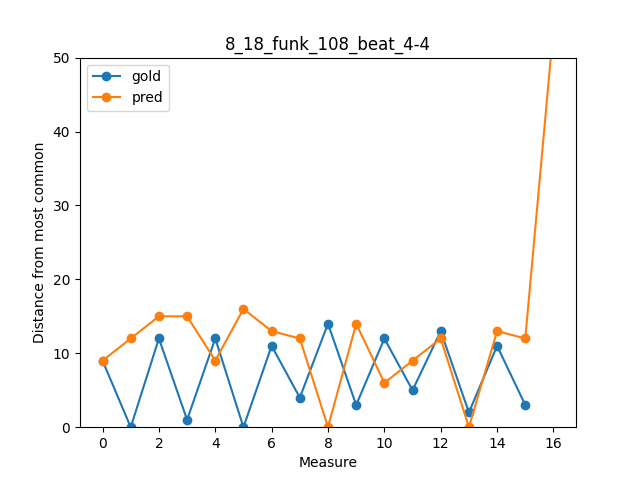 8_18_funk_108_beat_4-4
gold
pred
50
40
30
20
10
0
Distance from most common
0 2 4 6 8 10 12 14 16
Measure